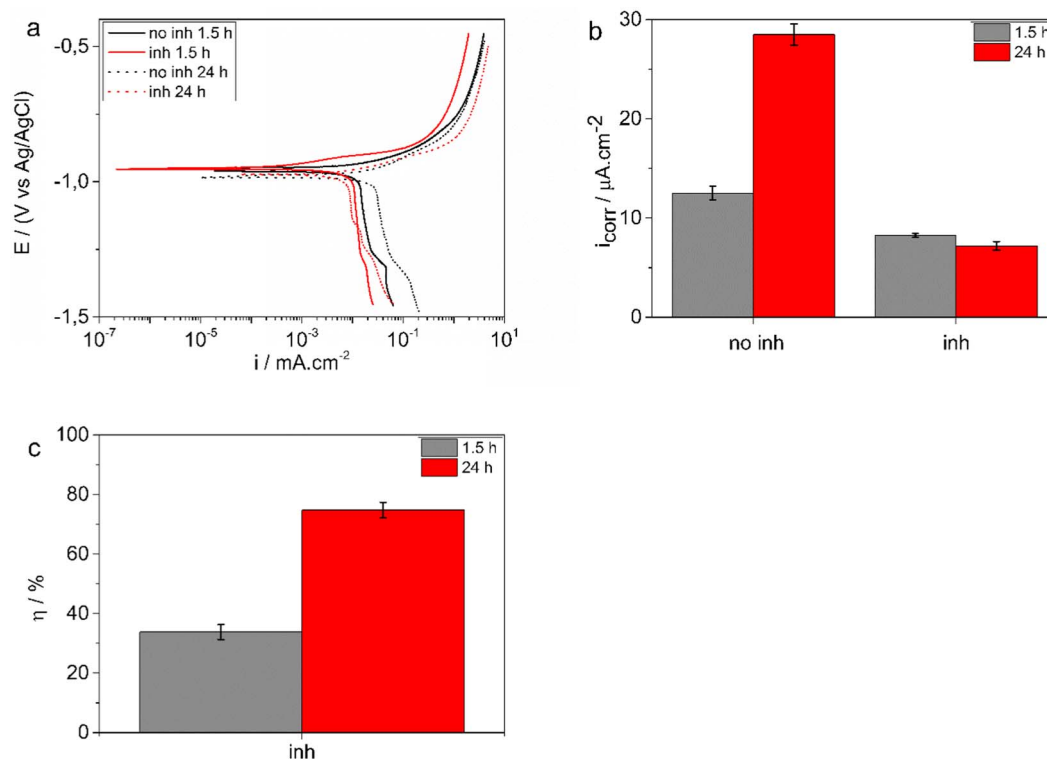 a
no inh 1.5 h
inh 1.5 h
no inh 24 h
inh 24 h
-0,5
-1,0
-1,5
E / (V vs Ag/AgCl)
10-7 10-5 10-3 10-1 101
i / mA.cm-2
b
1.5 h
24 h
30
20
10
0
icorr / µA.cm-2
no inh inh
c
1.5 h
24 h
100
80
60
40
20
0
η / %
inh